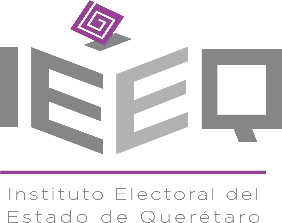 IEEQ
Instituto Electoral del
Estado de Querétaro